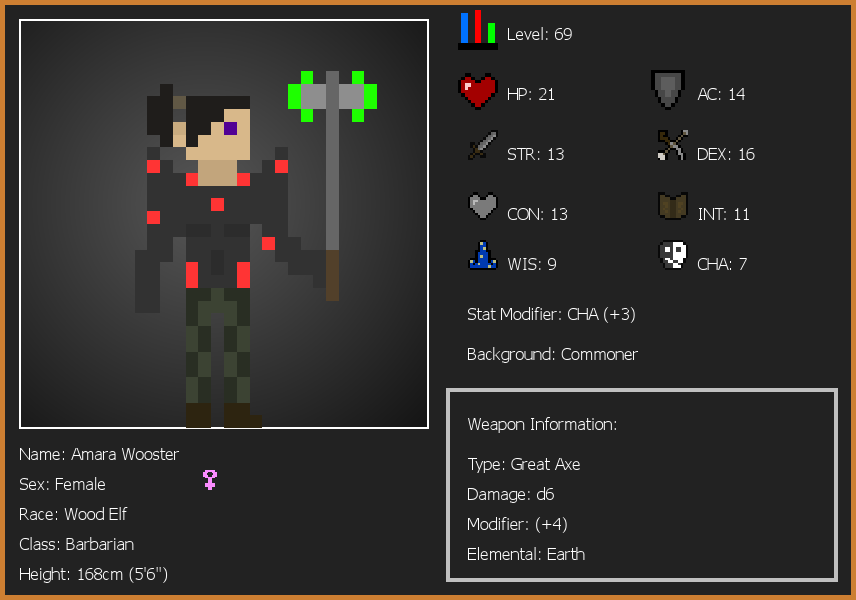 Level: 69
HP: 21
AC: 14
STR: 13
DEX: 16
CON: 13
INT: 11
WIS: 9
CHA: 7
Stat Modifier: CHA (+3)
Background: Commoner
Weapon Information:
Type: Great Axe
Damage: d6
Modifier: (+4)
Elemental: Earth
Name: Amara Wooster
Sex: Female
Race: Wood Elf
Class: Barbarian
Height: 168cm (5'6")